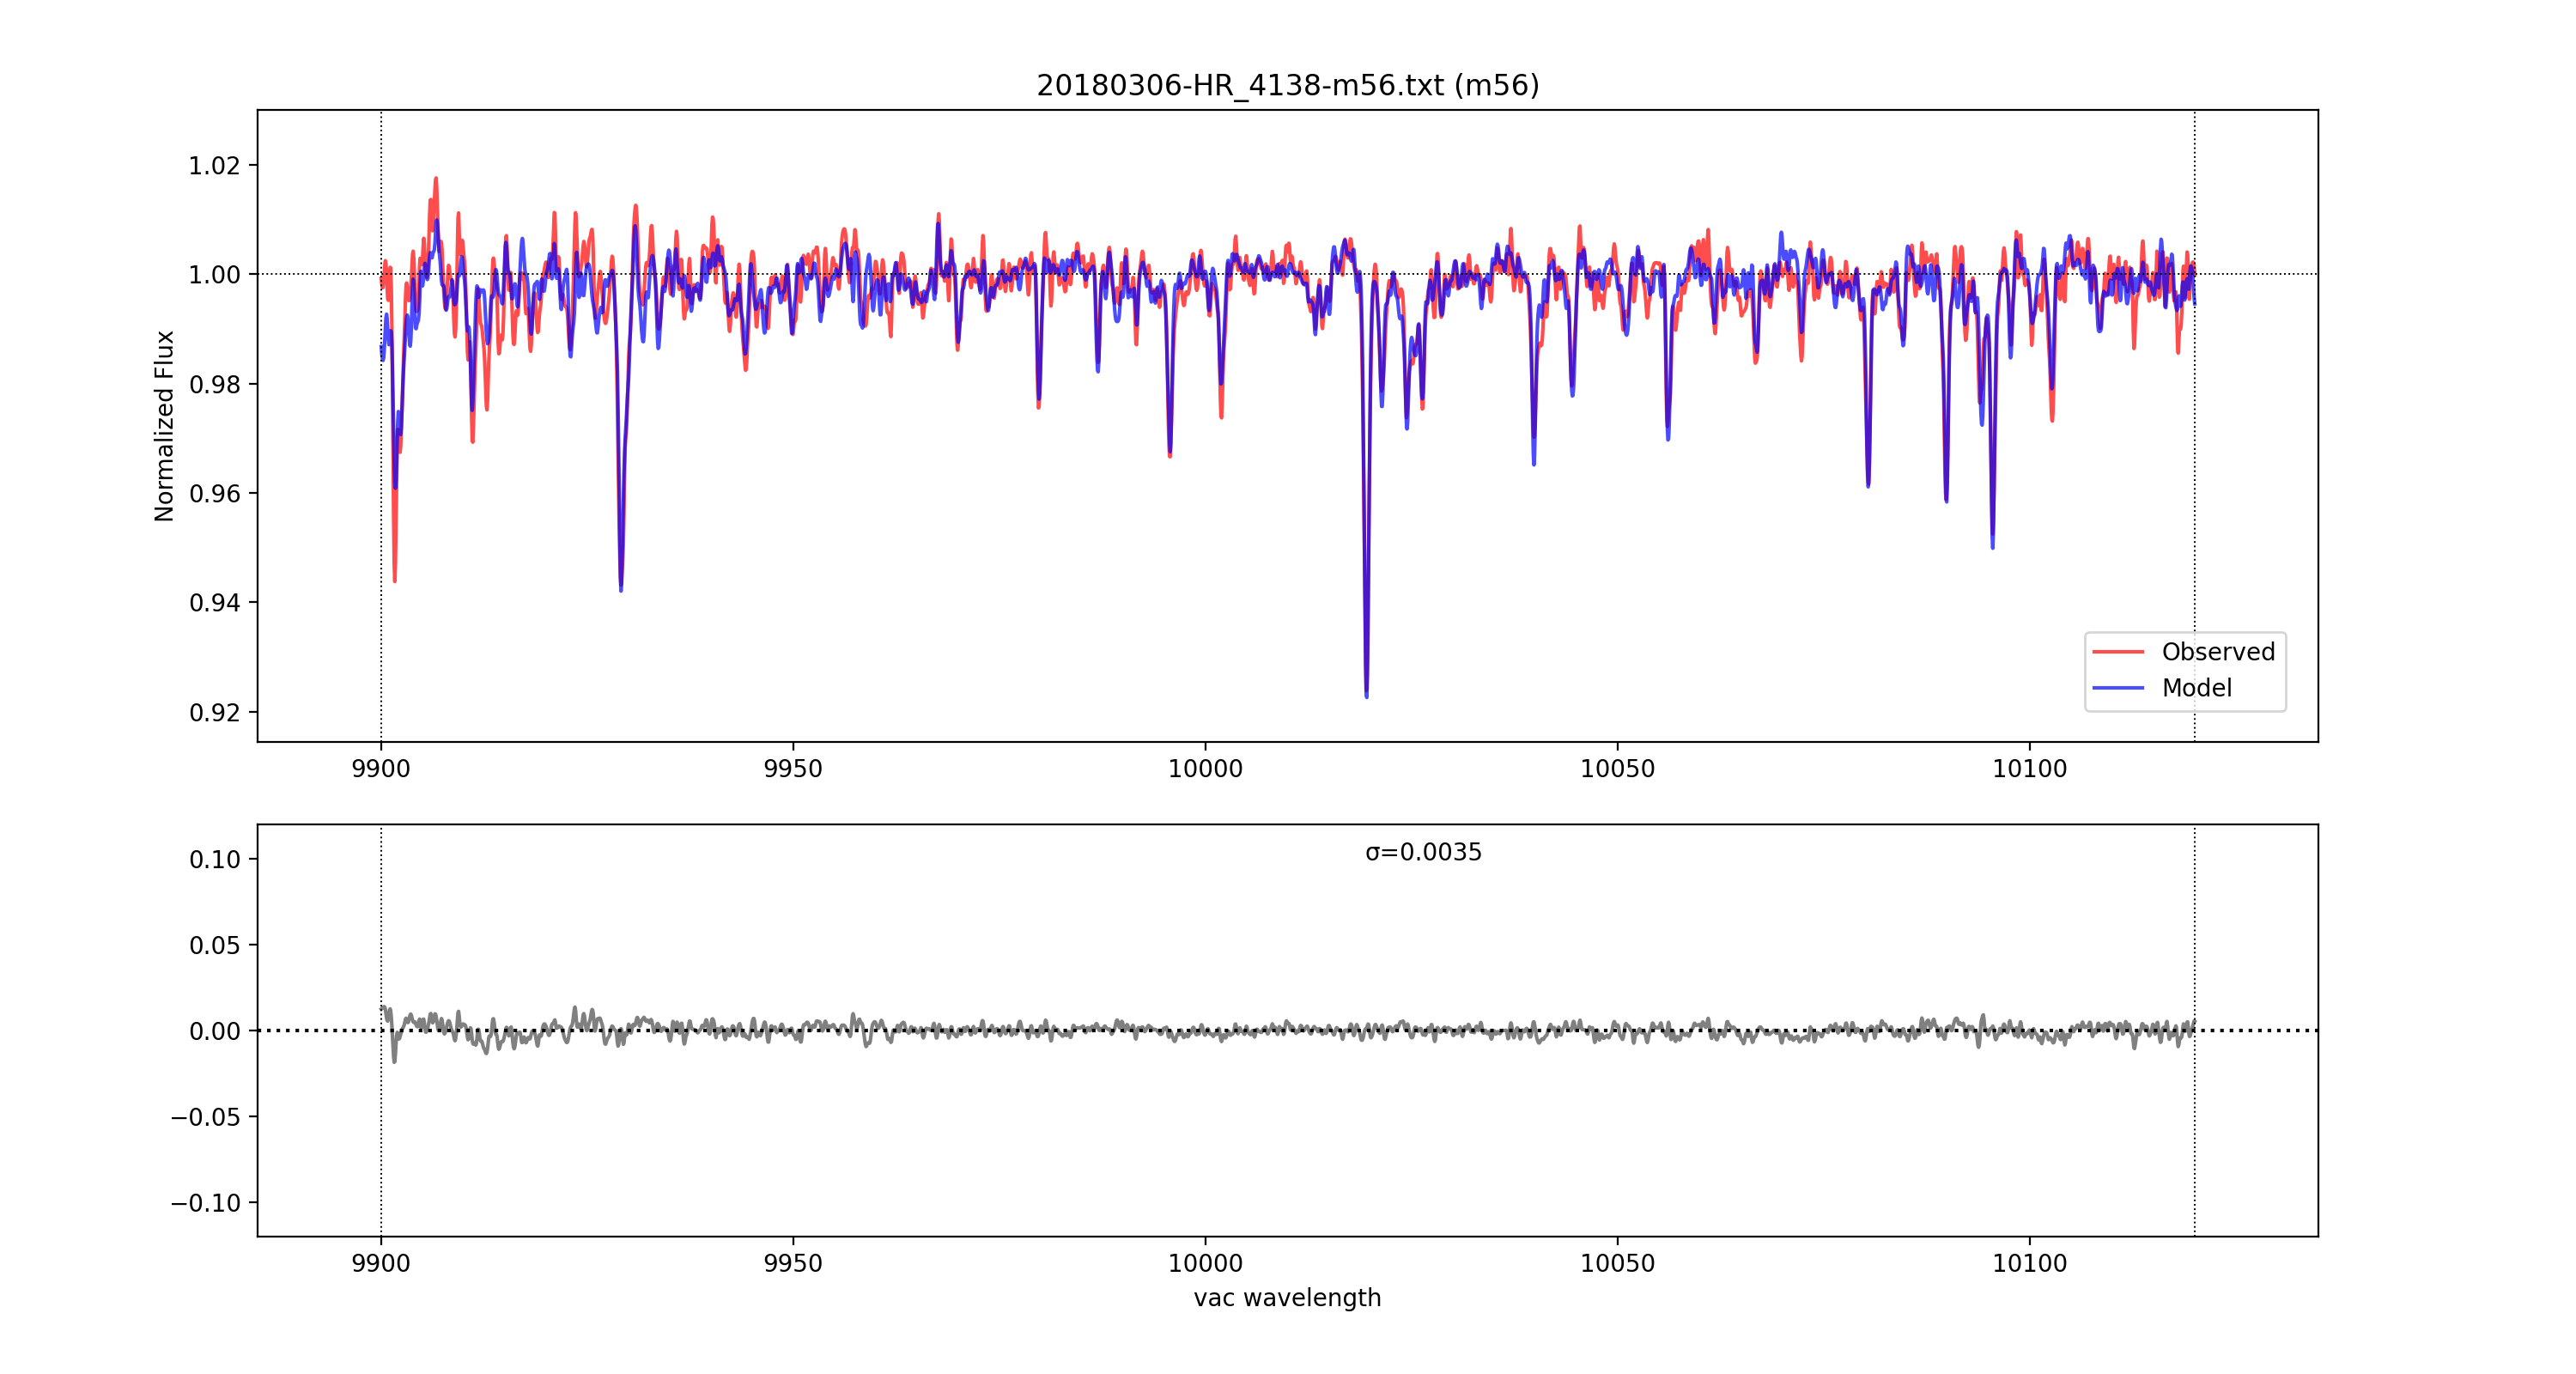 20180306-HR_4138-m56.txt (m56)
Normalized Flux
1.02
1.00
0.98
0.96
0.94
0.92
Observed
Model
9900 9950 10000 10050 10100
σ=0.0035
0.10
0.05
0.00
−0.05
−0.10
9900 9950 10000 10050 10100
vac wavelength